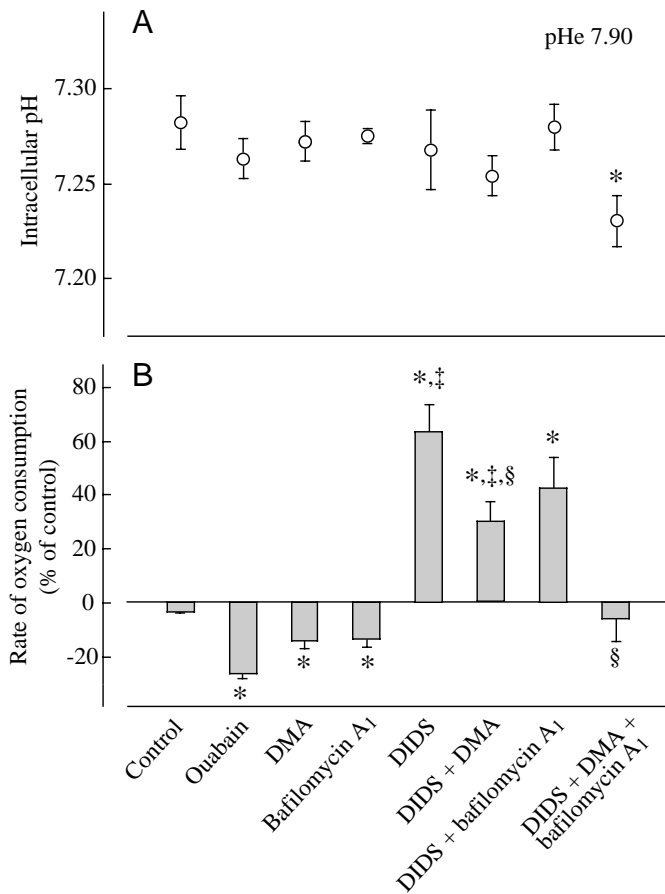 A
pHe 7.90
Intracellular pH
7.30
7.25
7.20
*
B
Rate of oxygen consumption
(% of control)
80
60
40
20
0
-20
*
*
*
*,‡
*,‡,§
*
§
Control
Ouabain
DMA
Bafilomycin A1
DIDS
DIDS + DMA
DIDS + bafilomycin A1
DIDS + DMA +
bafilomycin A1